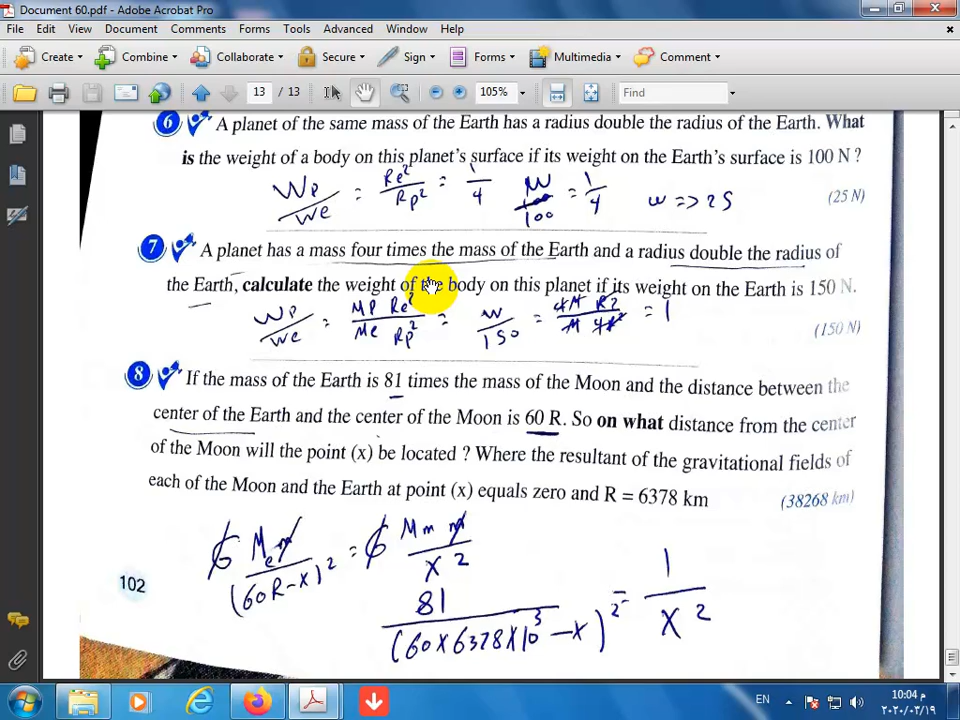 Document 60.pdf - Adobe Acrobat Pro
File Edit View Document Comments Forms Tools Advanced Window Help
Create Combine Collaborate Secure Sign Forms Multimedia Comment
13 / 13 105% Find
6 A planet of the same mass of the Earth has a radius double the radius of the Earth. What
is the weight of a body on this planet's surface if its weight on the Earth's surface is 100 N ?
Wp/We = Re²/Rp² = 1/4 W/100 = 1/4 w => 25
(25 N)
7 A planet has a mass four times the mass of the Earth and a radius double the radius of
the Earth, calculate the weight of the body on this planet if its weight on the Earth is 150 N.
Wp/We = Mp Re²/Me Rp² = W/150 = 4M R²/M 4R² = 1
(150 N)
8 If the mass of the Earth is 81 times the mass of the Moon and the distance between the
center of the Earth and the center of the Moon is 60 R. So on what distance from the center
of the Moon will the point (x) be located ? Where the resultant of the gravitational fields of
each of the Moon and the Earth at point (x) equals zero and R = 6378 km
(38268 km)
G Me m/(60R-X)² = G Mm m/X²
102
81/(60X6378X10³-X)² = 1/X²
EN
10:04 م
٢٠٢٠/٠٣/١٩